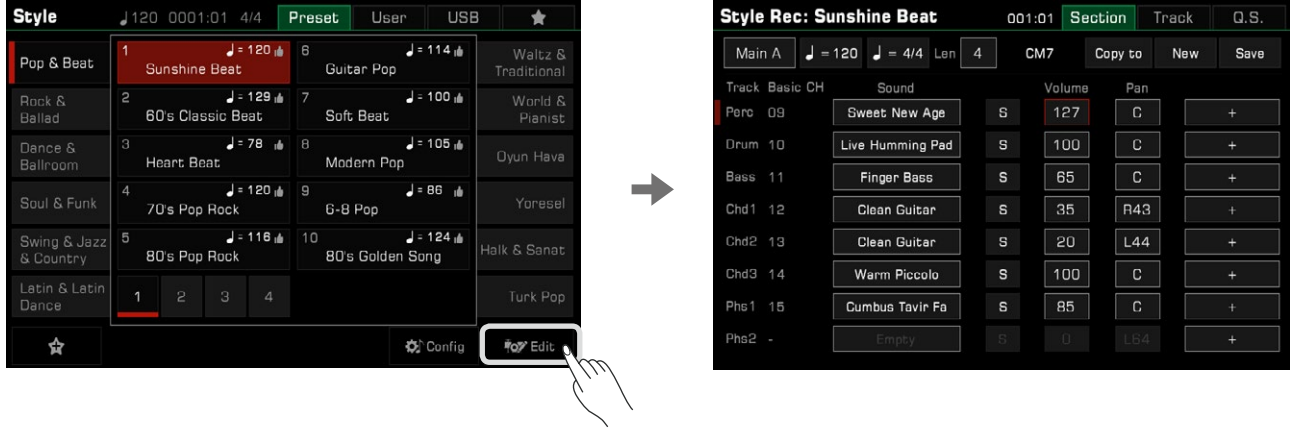 Style ♩120 0001:01 4/4 Preset User USB ★
Pop & Beat
Rock &
Ballad
Dance &
Ballroom
Soul & Funk
Swing & Jazz
& Country
Latin & Latin
Dance
1 ♩= 120
Sunshine Beat
2 ♩= 129
60's Classic Beat
3 ♩= 78
Heart Beat
4 ♩= 120
70's Pop Rock
5 ♩= 116
80's Pop Rock
6 ♩= 114
Guitar Pop
7 ♩= 100
Soft Beat
8 ♩= 105
Modern Pop
9 ♩= 86
6-8 Pop
10 ♩= 124
80's Golden Song
1 2 3 4
Waltz &
Traditional
World &
Pianist
Oyun Hava
Yoresel
Halk & Sanat
Turk Pop
Config Edit
Style Rec: Sunshine Beat 001:01 Section Track Q.S.
Main A ♩ = 120 ♩ = 4/4 Len 4 CM7 Copy to New Save
Track Basic CH Sound Volume Pan
Perc 09 Sweet New Age S 127 C +
Drum 10 Live Humming Pad S 100 C +
Bass 11 Finger Bass S 65 C +
Chd1 12 Clean Guitar S 35 R43 +
Chd2 13 Clean Guitar S 20 L44 +
Chd3 14 Warm Piccolo S 100 C +
Phs1 15 Cumbus Tavir Fa S 85 C +
Phs2 - Empty S 0 L64 +